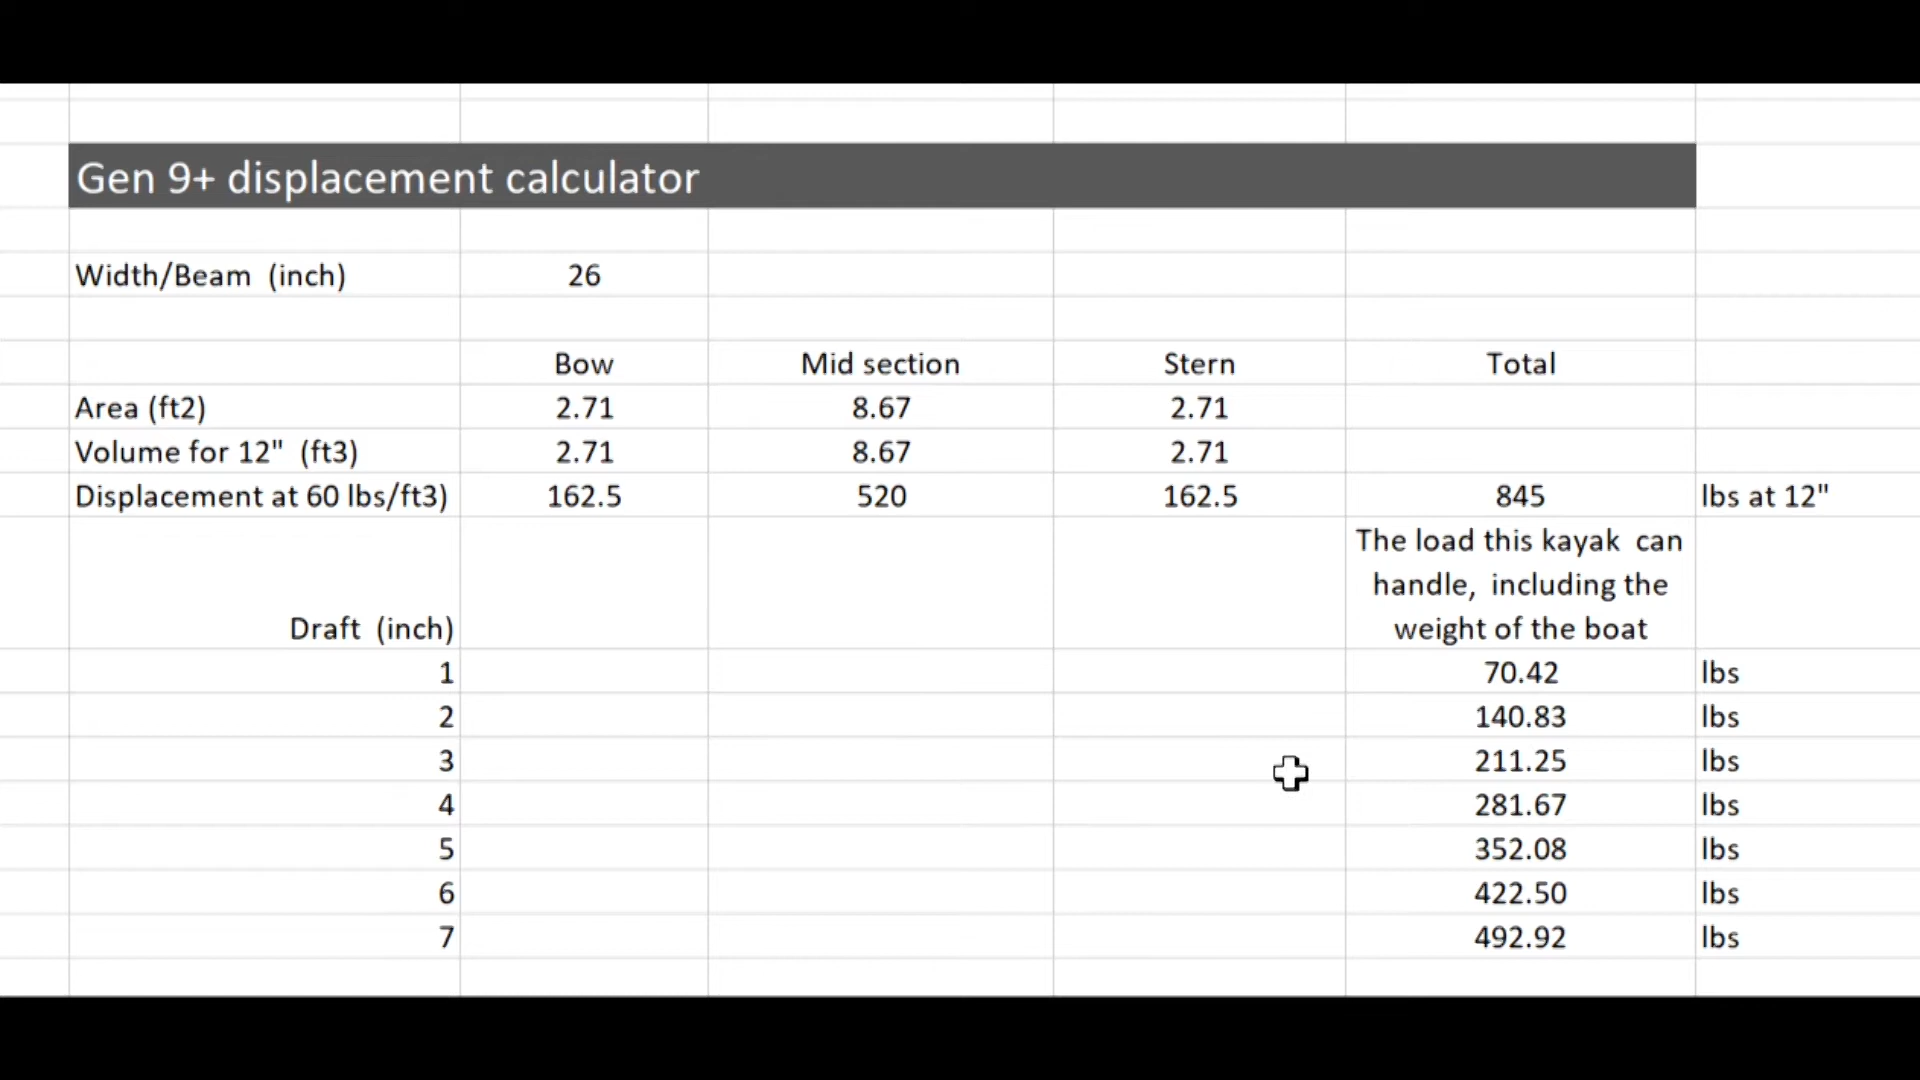 Gen 9+ displacement calculator
Width/Beam (inch) 26
Bow Mid section Stern Total
Area (ft2) 2.71 8.67 2.71
Volume for 12" (ft3) 2.71 8.67 2.71
Displacement at 60 lbs/ft3) 162.5 520 162.5 845 lbs at 12"
The load this kayak can
handle, including the
Draft (inch) weight of the boat
1 70.42 lbs
2 140.83 lbs
3 211.25 lbs
4 281.67 lbs
5 352.08 lbs
6 422.50 lbs
7 492.92 lbs